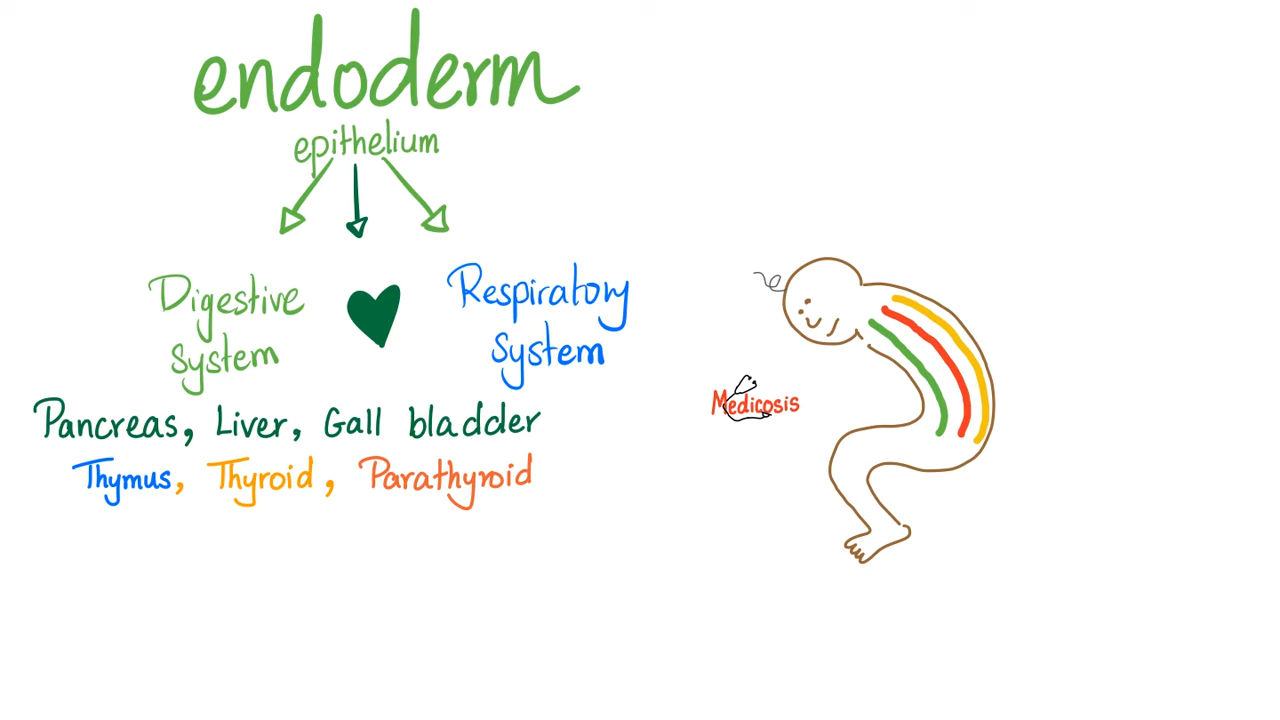 endoderm
epithelium
Digestive
system
Respiratory
system
Pancreas, Liver, Gall bladder
Thymus, Thyroid, Parathyroid
Medicosis